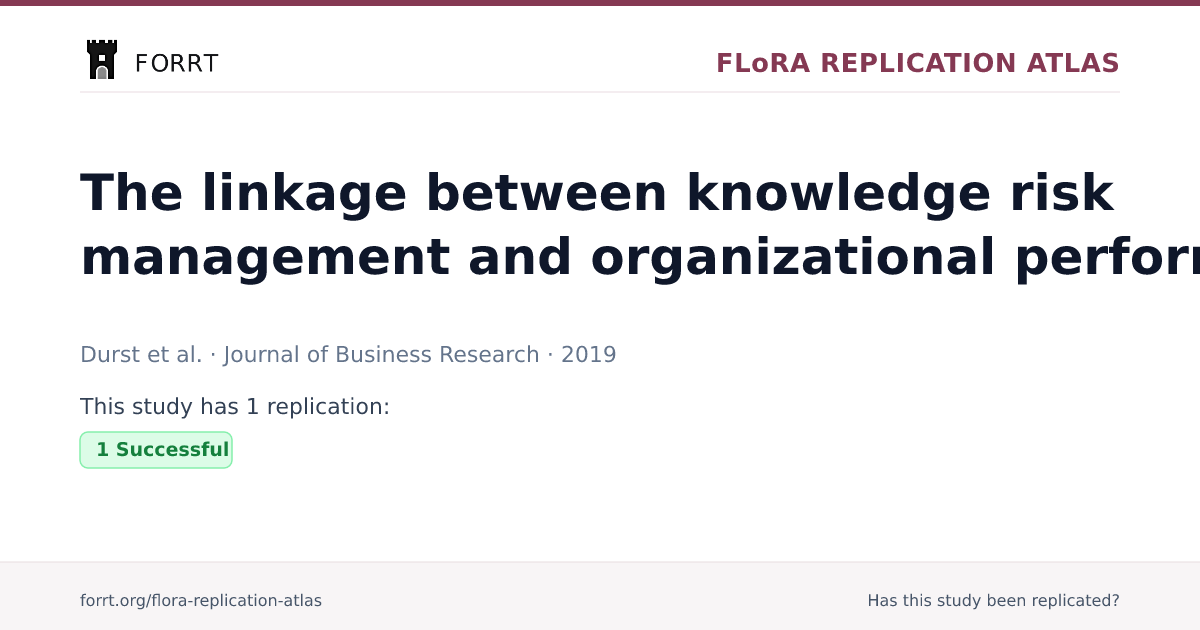 FORRT
FLoRA REPLICATION ATLAS
The linkage between knowledge risk
management and organizational perfor
Durst et al. · Journal of Business Research · 2019
This study has 1 replication:
1 Successful
forrt.org/flora-replication-atlas
Has this study been replicated?